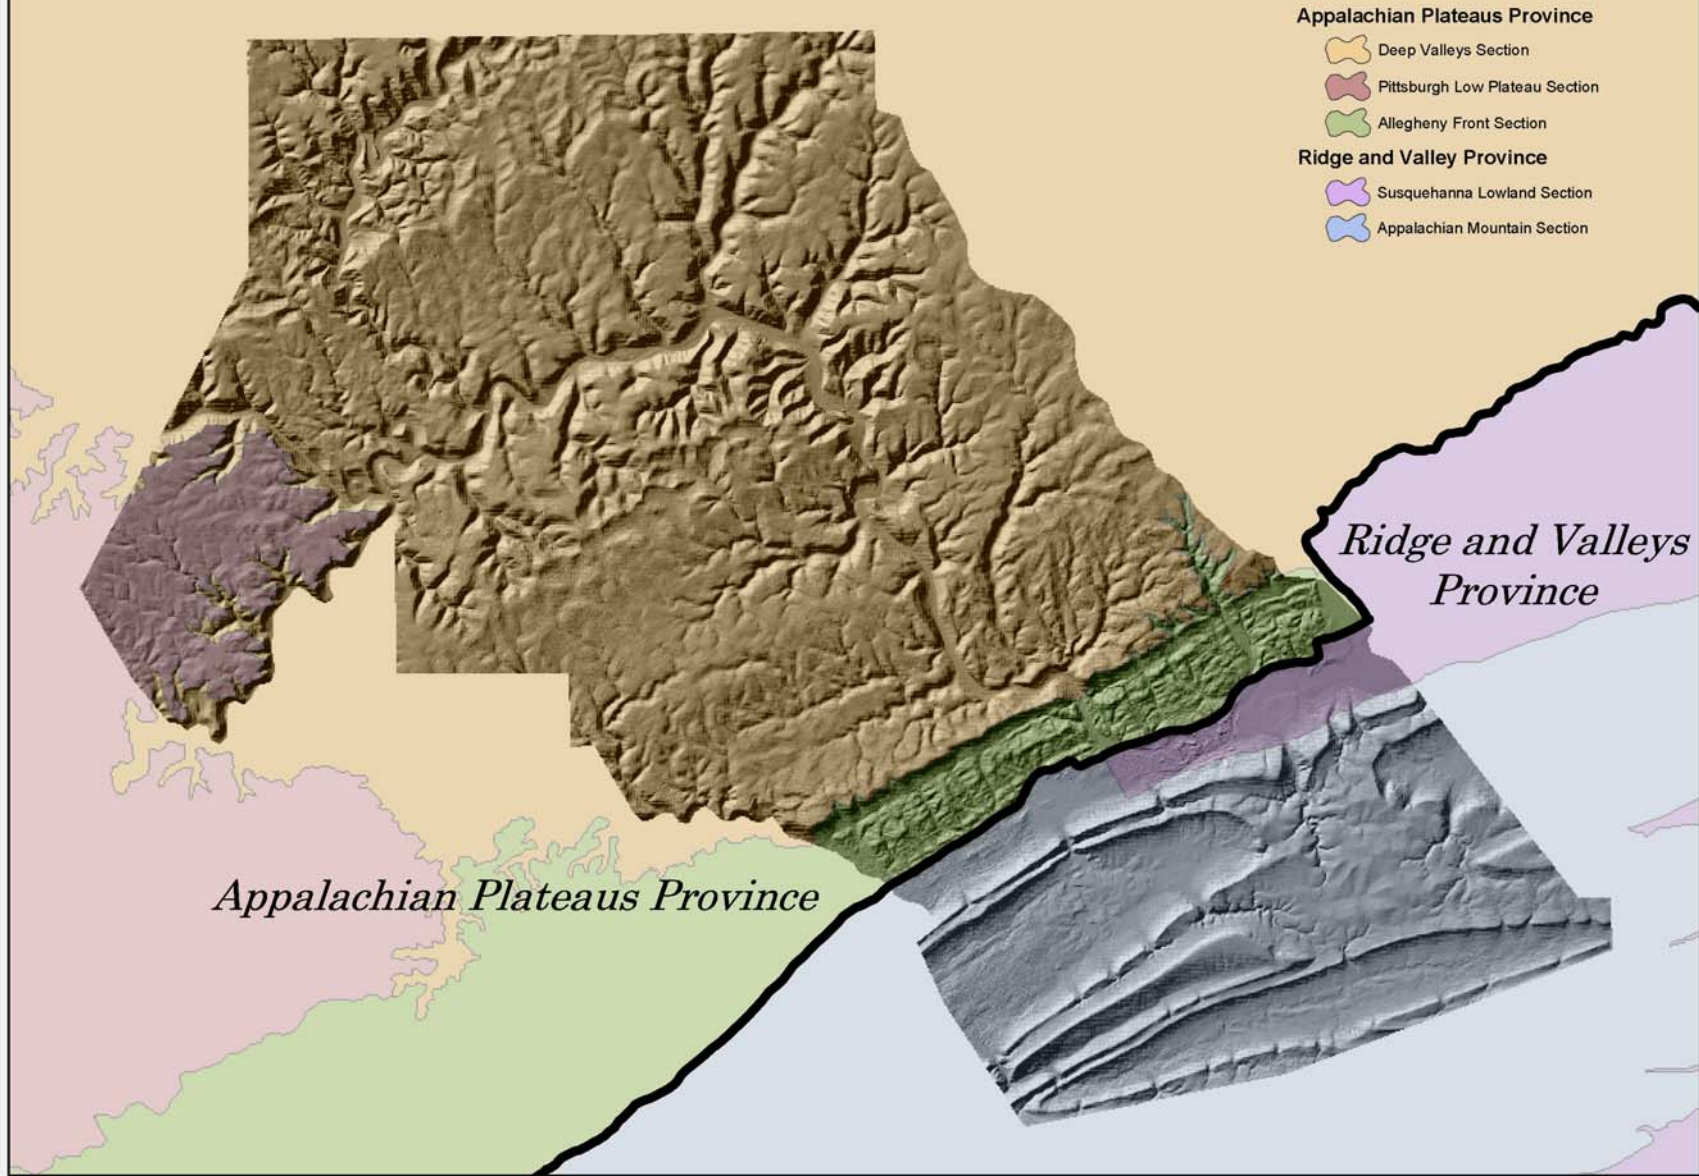 Appalachian Plateaus Province
Deep Valleys Section
Pittsburgh Low Plateau Section
Allegheny Front Section
Ridge and Valley Province
Susquehanna Lowland Section
Appalachian Mountain Section
Ridge and Valleys
Province
Appalachian Plateaus Province